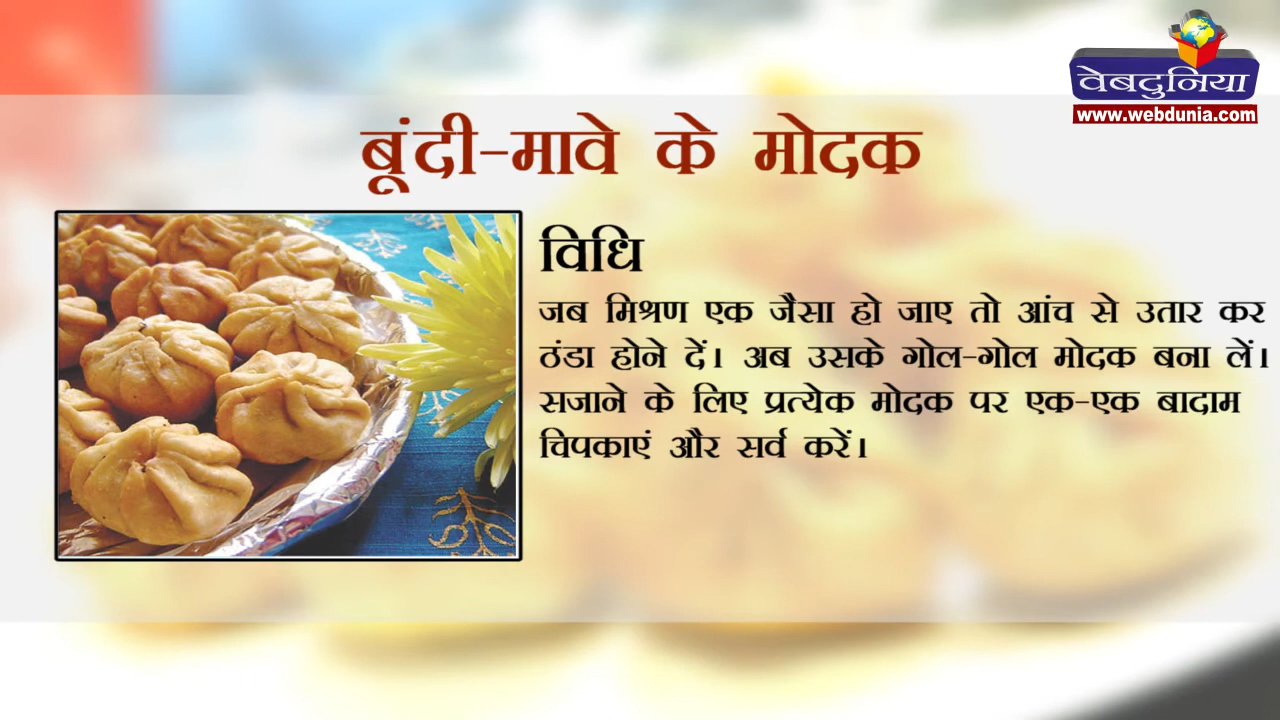 वेबदुनिया
www.webdunia.com
बूंदी-मावे के मोदक
विधि
जब मिश्रण एक जैसा हो जाए तो आंच से उतार कर
ठंडा होने दें। अब उसके गोल-गोल मोदक बना लें।
सजाने के लिए प्रत्येक मोदक पर एक-एक बादाम
चिपकाएं और सर्व करें।